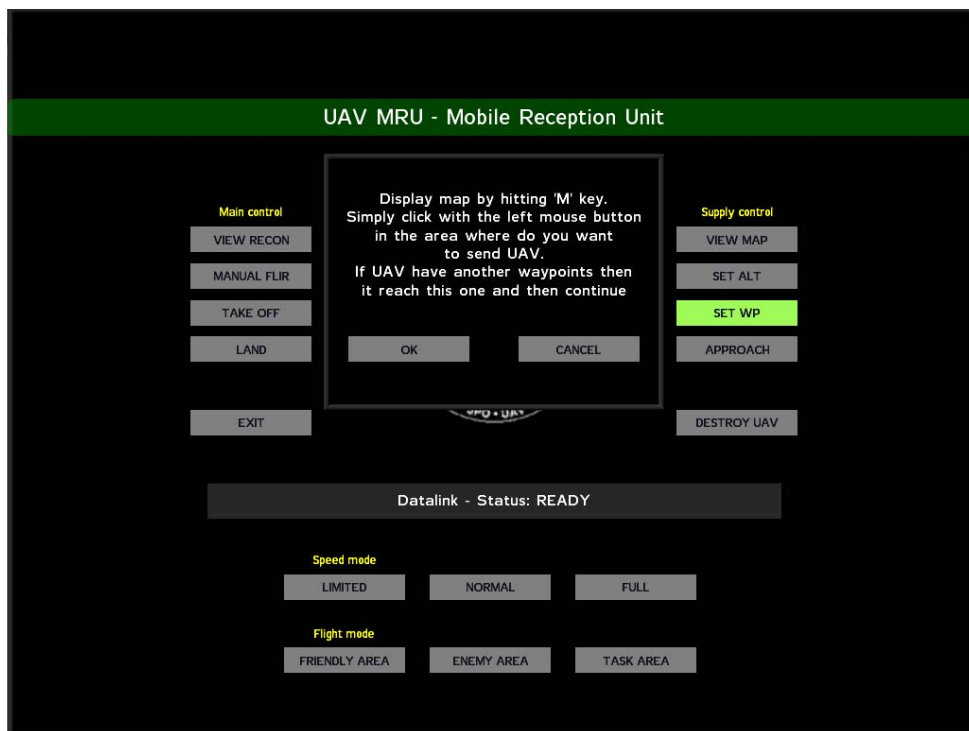 UAV MRU - Mobile Reception Unit
Main control
VIEW RECON
MANUAL FLIR
TAKE OFF
LAND
EXIT
Display map by hitting 'M' key.
Simply click with the left mouse button
in the area where do you want
to send UAV.
If UAV have another waypoints then
it reach this one and then continue
OK CANCEL
Supply control
VIEW MAP
SET ALT
SET WP
APPROACH
DESTROY UAV
Datalink - Status: READY
Speed mode
LIMITED NORMAL FULL
Flight mode
FRIENDLY AREA ENEMY AREA TASK AREA